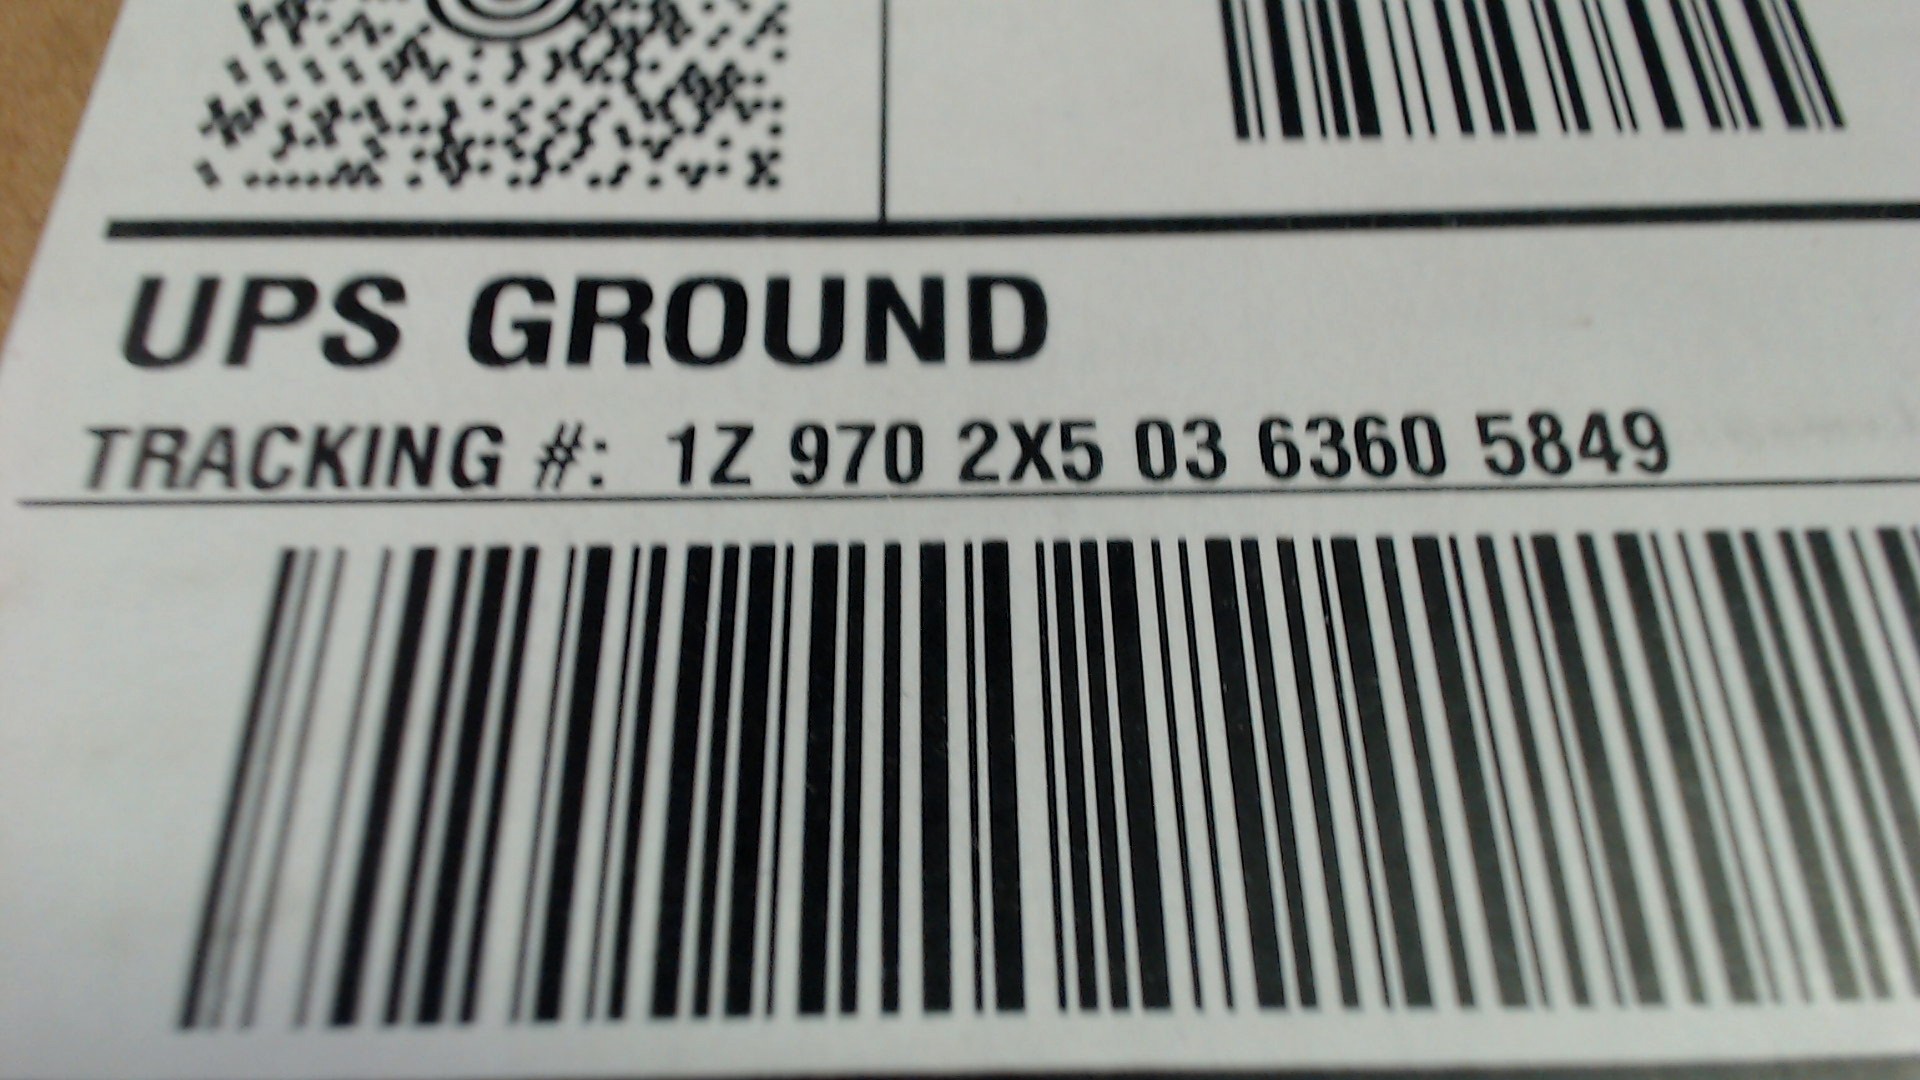 UPS GROUND
TRACKING #: 1Z 970 2X5 03 6360 5849